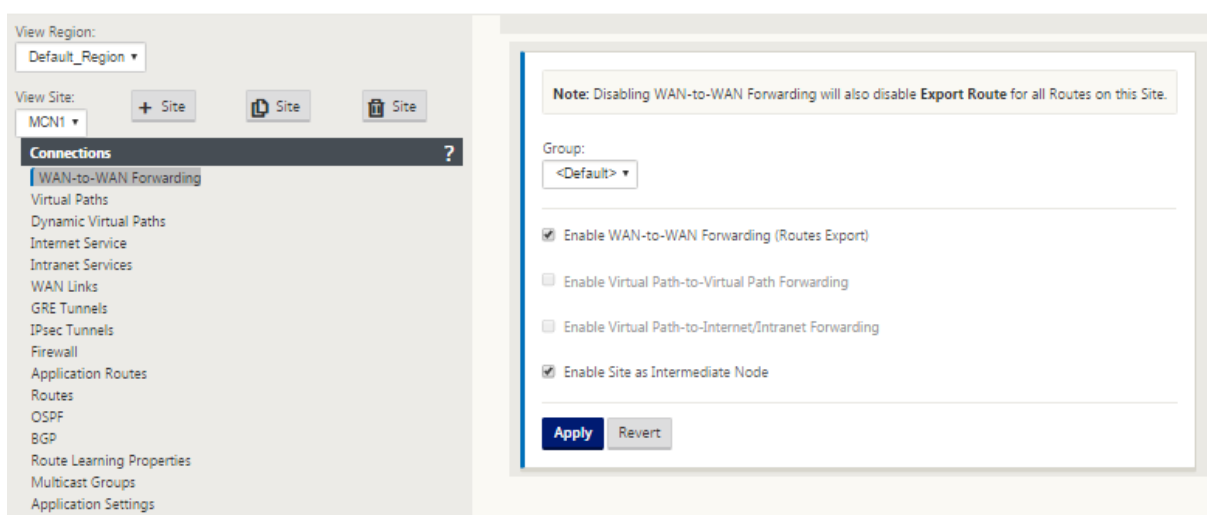 View Region:
Default_Region ▾
View Site:
MCN1 ▾
+ Site
Site
Site
Connections ?
WAN-to-WAN Forwarding
Virtual Paths
Dynamic Virtual Paths
Internet Service
Intranet Services
WAN Links
GRE Tunnels
IPsec Tunnels
Firewall
Application Routes
Routes
OSPF
BGP
Route Learning Properties
Multicast Groups
Application Settings
Note: Disabling WAN-to-WAN Forwarding will also disable Export Route for all Routes on this Site.
Group:
<Default> ▾
Enable WAN-to-WAN Forwarding (Routes Export)
Enable Virtual Path-to-Virtual Path Forwarding
Enable Virtual Path-to-Internet/Intranet Forwarding
Enable Site as Intermediate Node
Apply
Revert